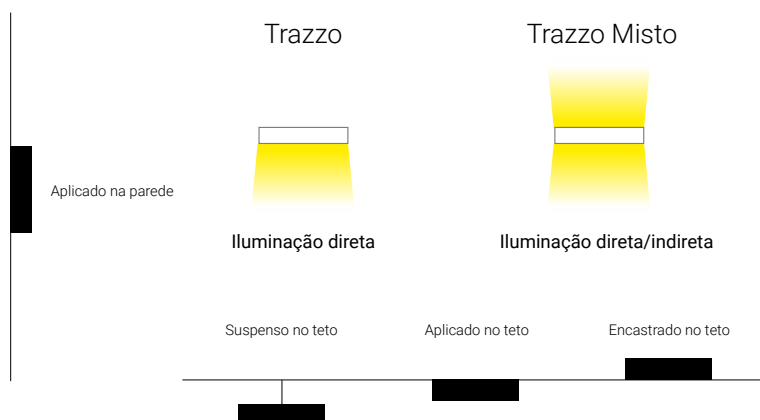 Trazzo
Trazzo Misto
Aplicado na parede
Iluminação direta
Iluminação direta/indireta
Suspenso no teto
Aplicado no teto
Encastrado no teto